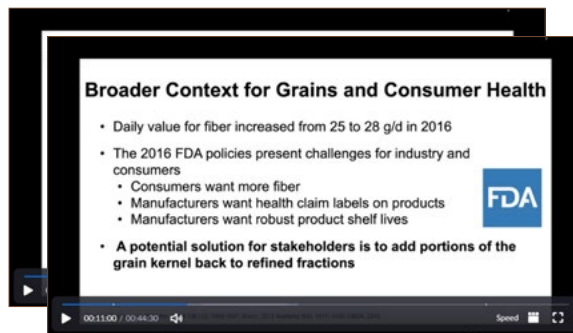 Broader Context for Grains and Consumer Health
• Daily value for fiber increased from 25 to 28 g/d in 2016
• The 2016 FDA policies present challenges for industry and
consumers
• Consumers want more fiber
• Manufacturers want health claim labels on products
• Manufacturers want robust product shelf lives
• A potential solution for stakeholders is to add portions of the
grain kernel back to refined fractions
FDA
00:11:00 / 00:44:30
Speed